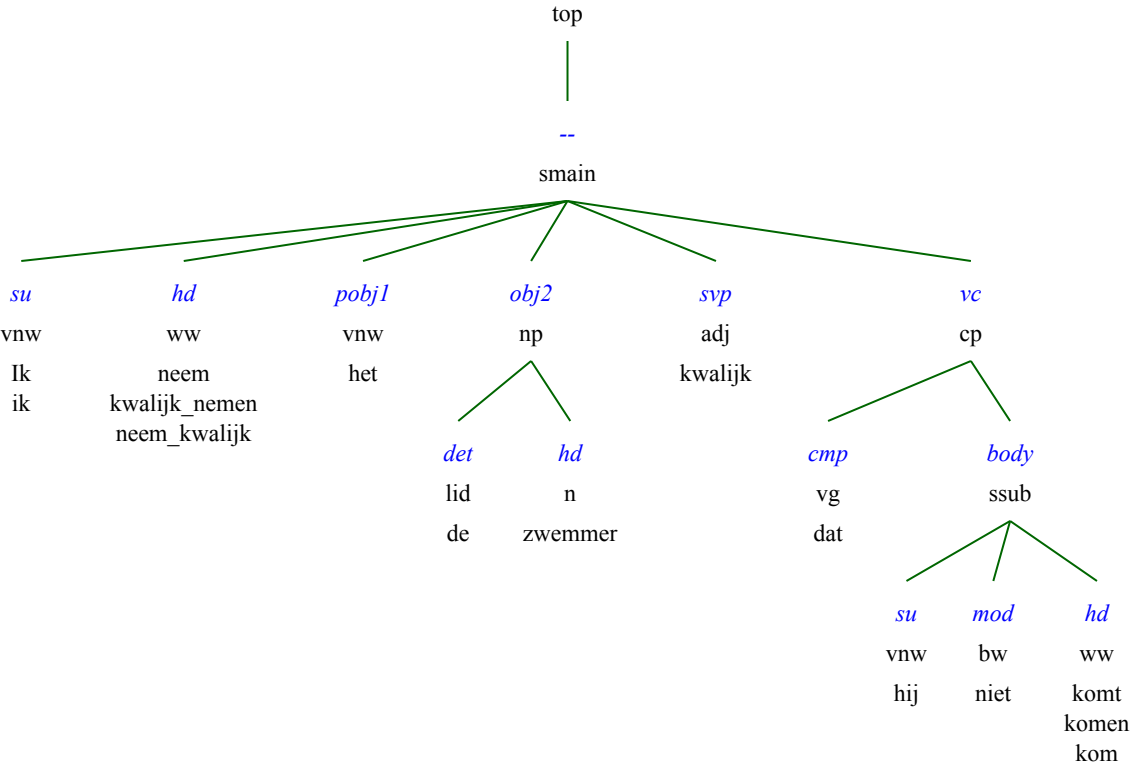 top
--
smain
su hd pobj1 obj2 svp vc
vnw ww vnw np adj cp
Ik neem het kwalijk
ik kwalijk_nemen
neem_kwalijk
det hd cmp body
lid n vg ssub
de zwemmer dat
su mod hd
vnw bw ww
hij niet komt
komen
kom